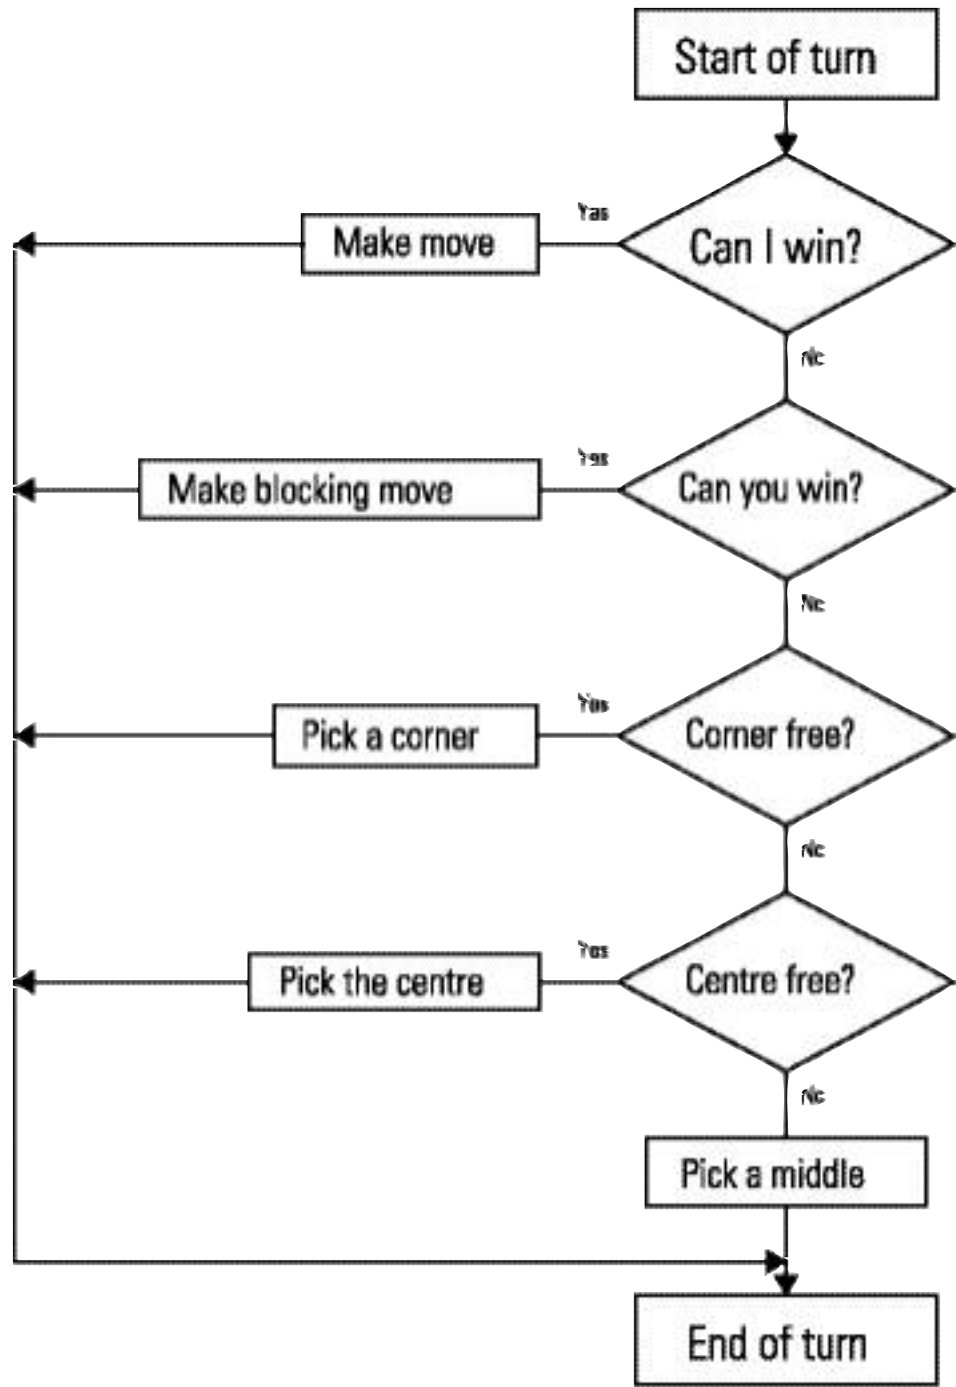 Start of turn
Yes
Make move
Can I win?
No
Yes
Make blocking move
Can you win?
No
Yes
Pick a corner
Corner free?
No
Yes
Pick the centre
Centre free?
No
Pick a middle
End of turn